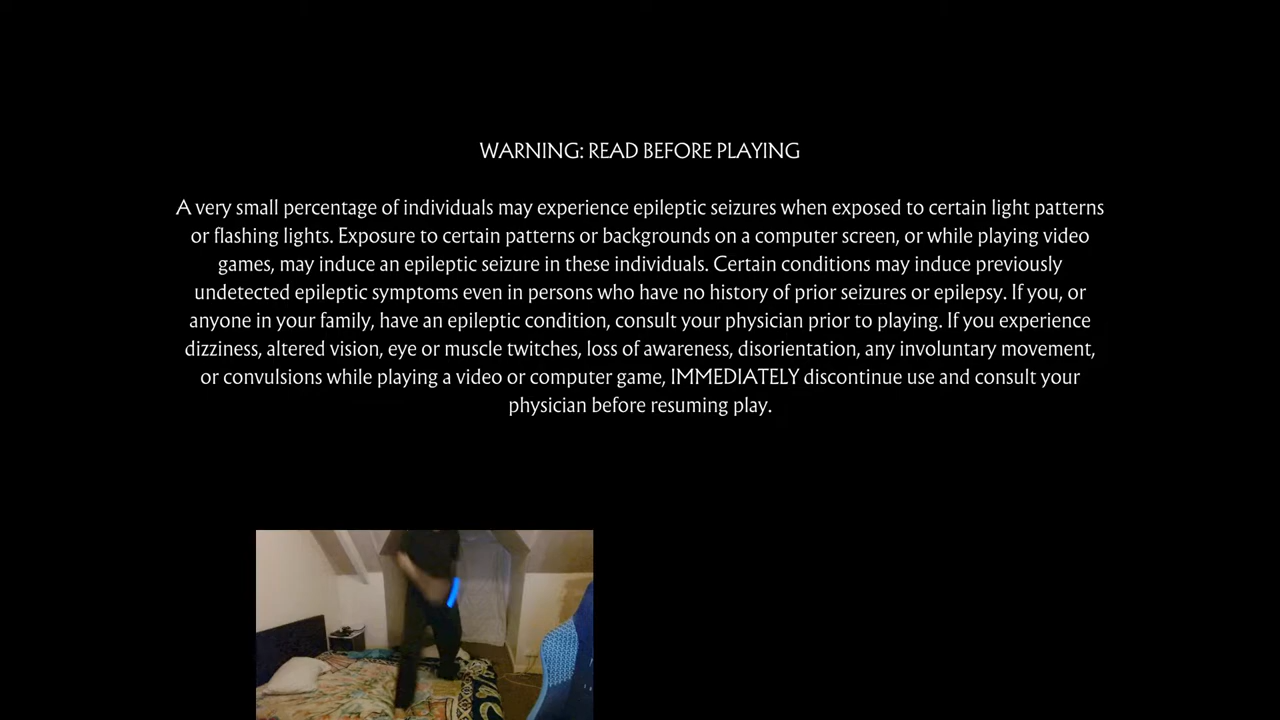 WARNING: READ BEFORE PLAYING
A very small percentage of individuals may experience epileptic seizures when exposed to certain light patterns
or flashing lights. Exposure to certain patterns or backgrounds on a computer screen, or while playing video
games, may induce an epileptic seizure in these individuals. Certain conditions may induce previously
undetected epileptic symptoms even in persons who have no history of prior seizures or epilepsy. If you, or
anyone in your family, have an epileptic condition, consult your physician prior to playing. If you experience
dizziness, altered vision, eye or muscle twitches, loss of awareness, disorientation, any involuntary movement,
or convulsions while playing a video or computer game, IMMEDIATELY discontinue use and consult your
physician before resuming play.